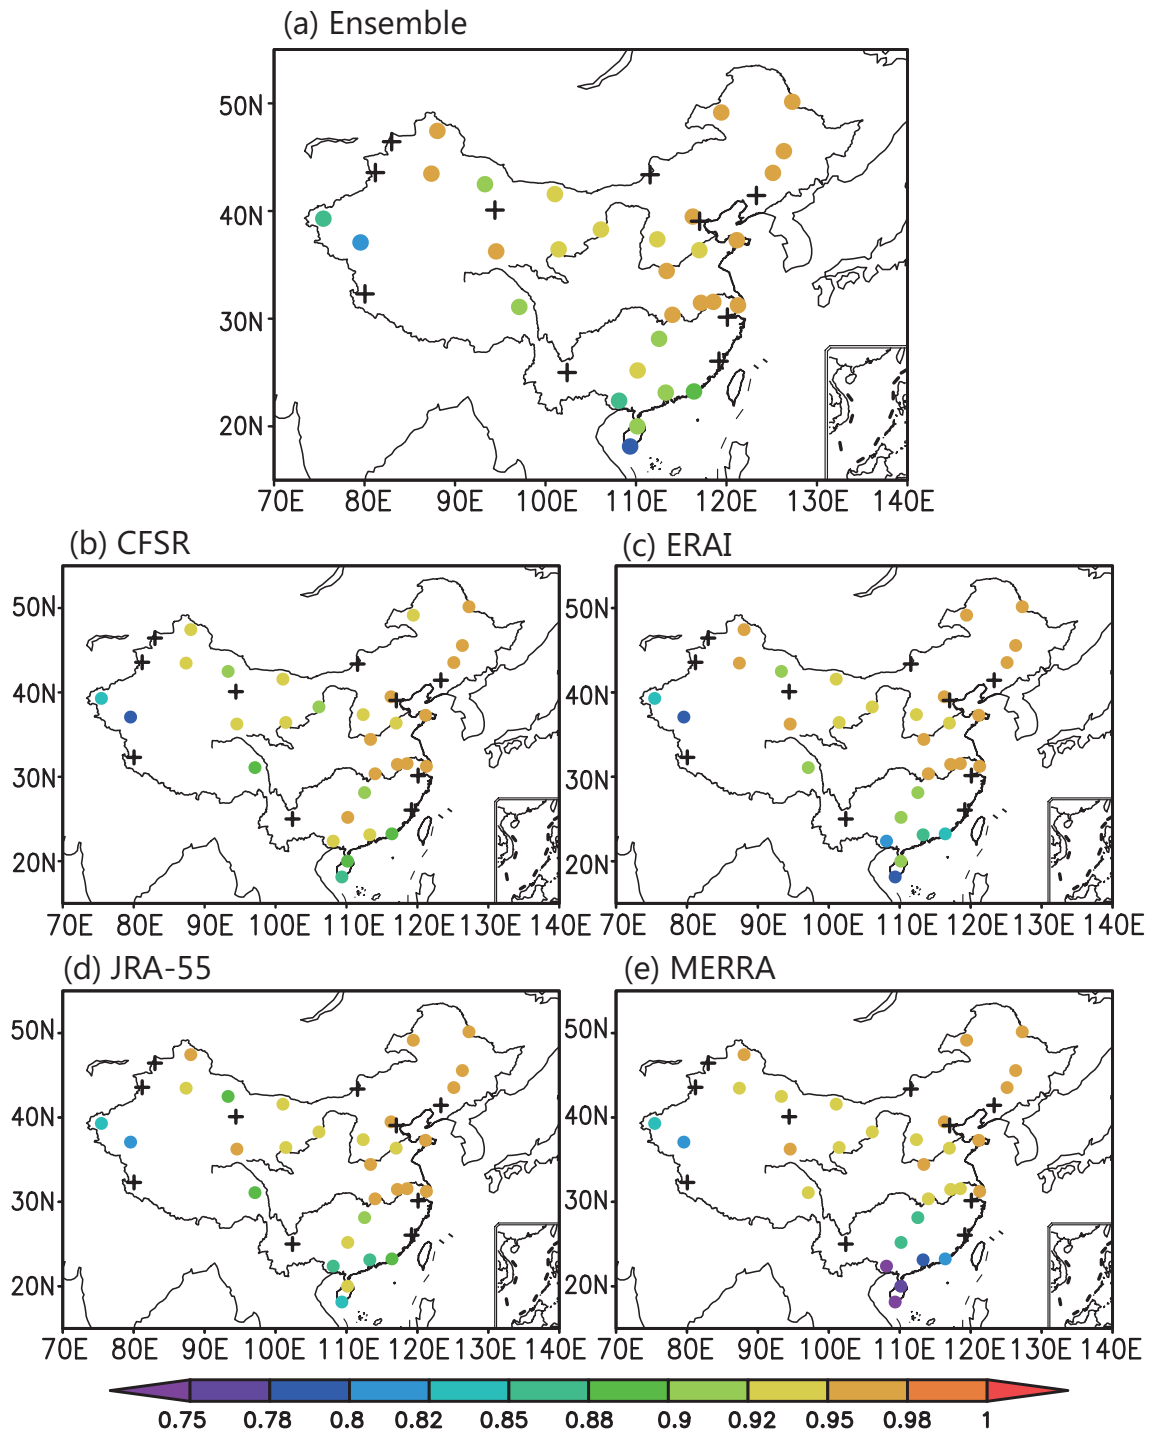 (a) Ensemble
50N
40N
30N
20N
70E 80E 90E 100E 110E 120E 130E 140E
(b) CFSR
50N
40N
30N
20N
70E 80E 90E 100E 110E 120E 130E 140E
(c) ERAI
50N
40N
30N
20N
70E 80E 90E 100E 110E 120E 130E 140E
(d) JRA-55
50N
40N
30N
20N
70E 80E 90E 100E 110E 120E 130E 140E
(e) MERRA
50N
40N
30N
20N
70E 80E 90E 100E 110E 120E 130E 140E
0.75 0.78 0.8 0.82 0.85 0.88 0.9 0.92 0.95 0.98 1